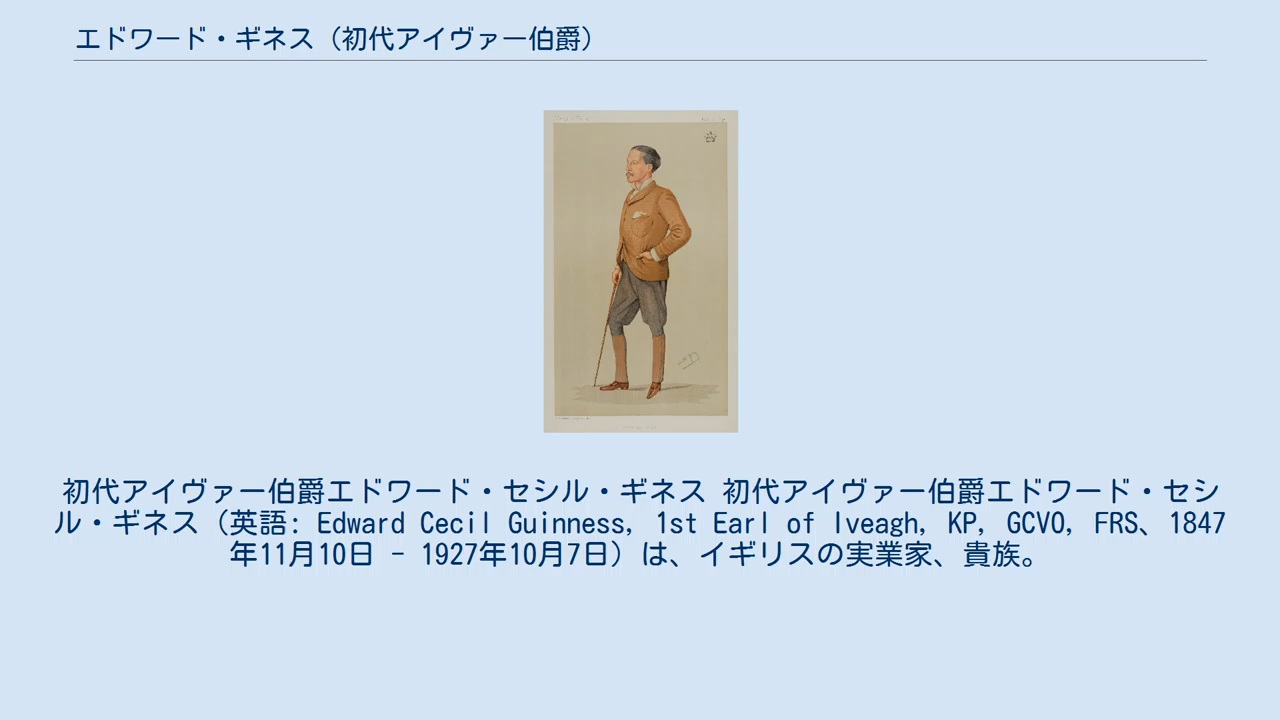 エドワード・ギネス（初代アイヴァー伯爵）
初代アイヴァー伯爵エドワード・セシル・ギネス 初代アイヴァー伯爵エドワード・セシ
ル・ギネス（英語: Edward Cecil Guinness, 1st Earl of Iveagh, KP, GCVO, FRS、1847
年11月10日 - 1927年10月7日）は、イギリスの実業家、貴族。